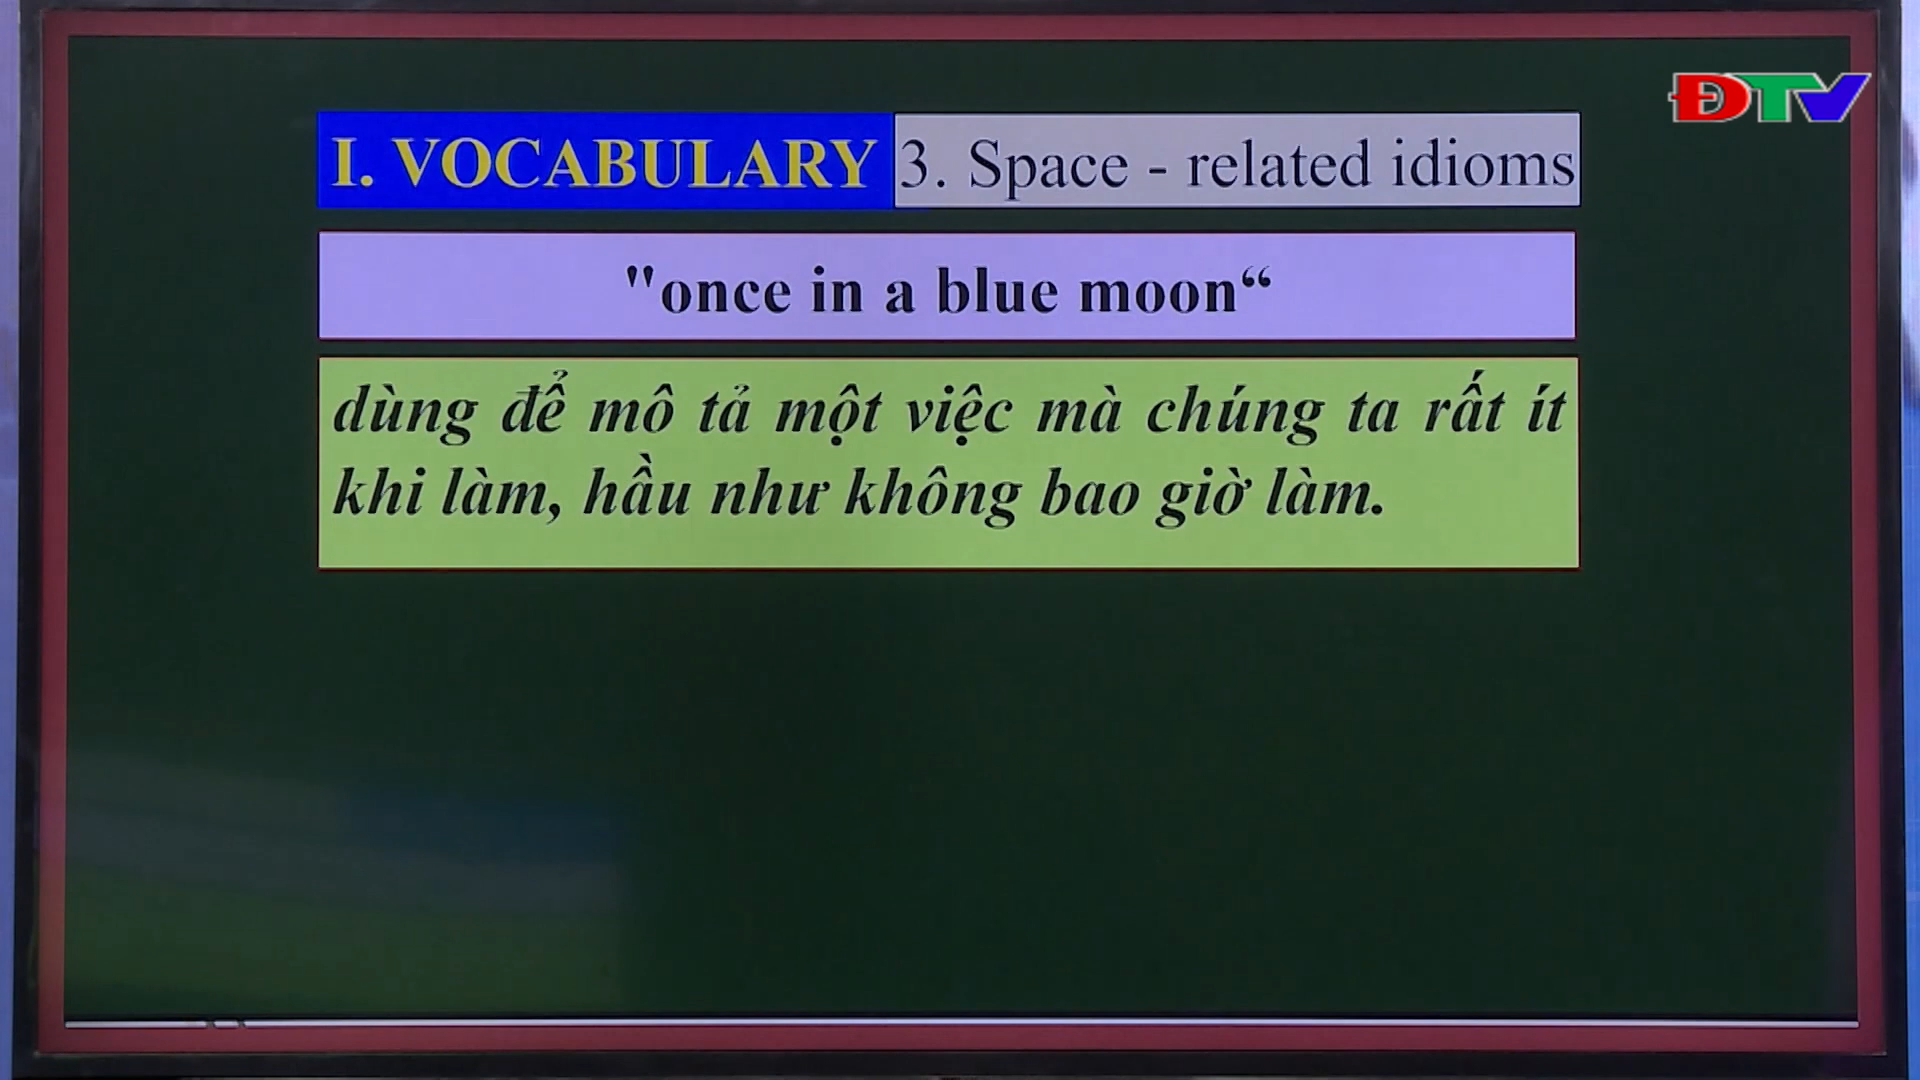 ĐTV
I. VOCABULARY 3. Space - related idioms
"once in a blue moon“
dùng để mô tả một việc mà chúng ta rất ít
khi làm, hầu như không bao giờ làm.